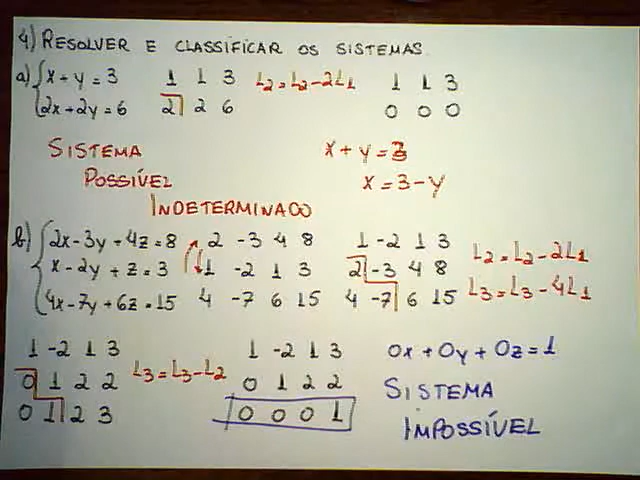 4) RESOLVER E CLASSIFICAR OS SISTEMAS
a) { x + y = 3   1 1 3   L2 = L2 - 2L1   1 1 3
2x + 2y = 6   2 2 6   0 0 0
SISTEMA   x + y = 3
POSSÍVEL   x = 3 - y
INDETERMINADO
b) { 2x - 3y + 4z = 8   2 -3 4 8   1 -2 1 3   L2 = L2 - 2L1
x - 2y + z = 3   1 -2 1 3   2 -3 4 8
4x - 7y + 6z = 15   4 -7 6 15   4 -7 6 15   L3 = L3 - 4L1
1 -2 1 3   1 -2 1 3   0x + 0y + 0z = 1
0 1 2 2   L3 = L3 - L2   0 1 2 2   SISTEMA
0 1 2 3   0 0 0 1   IMPOSSÍVEL